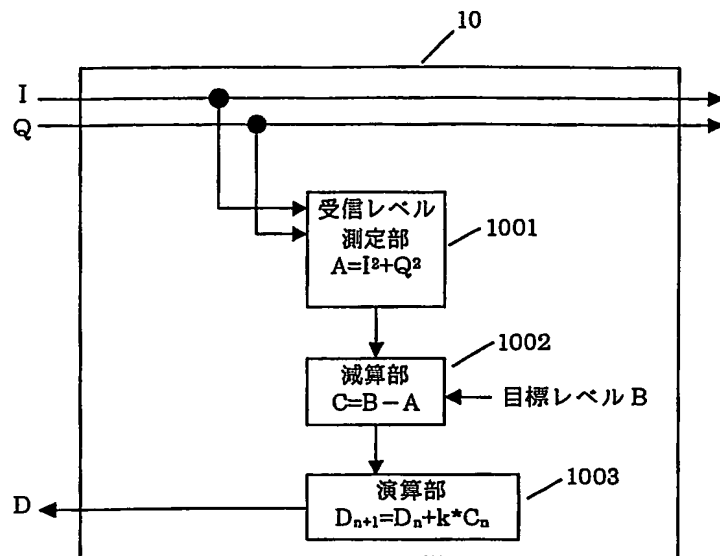 10
I
Q
受信レベル
測定部
A=I²+Q²
1001
1002
減算部
C=B－A
目標レベル B
1003
演算部
Dₙ₊₁=Dₙ+k*Cₙ
D